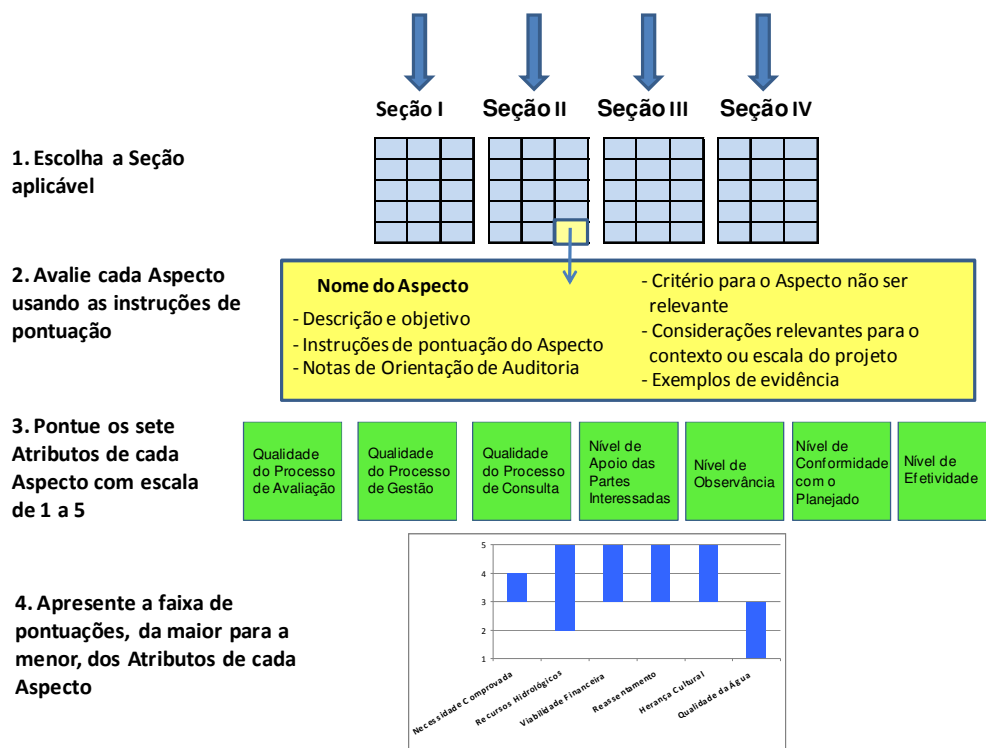 Seção I
Seção II
Seção III
Seção IV
1. Escolha a Seção
aplicável
2. Avalie cada Aspecto
usando as instruções de
pontuação
Nome do Aspecto
- Descrição e objetivo
- Instruções de pontuação do Aspecto
- Notas de Orientação de Auditoria
- Critério para o Aspecto não ser
relevante
- Considerações relevantes para o
contexto ou escala do projeto
- Exemplos de evidência
3. Pontue os sete
Atributos de cada
Aspecto com escala
de 1 a 5
Qualidade
do Processo
de Avaliação
Qualidade
do Processo
de Gestão
Qualidade
do Processo
de Consulta
Nível de
Apoio das
Partes
Interessadas
Nível de
Observância
Nível de
Conformidade
com o
Planejado
Nível de
Efetividade
4. Apresente a faixa de
pontuações, da maior para a
menor, dos Atributos de cada
Aspecto
5
4
3
2
1
Necessidade Comprovada
Recursos Hidrológicos
Viabilidade Financeira
Reassentamento
Herança Cultural
Qualidade da Água